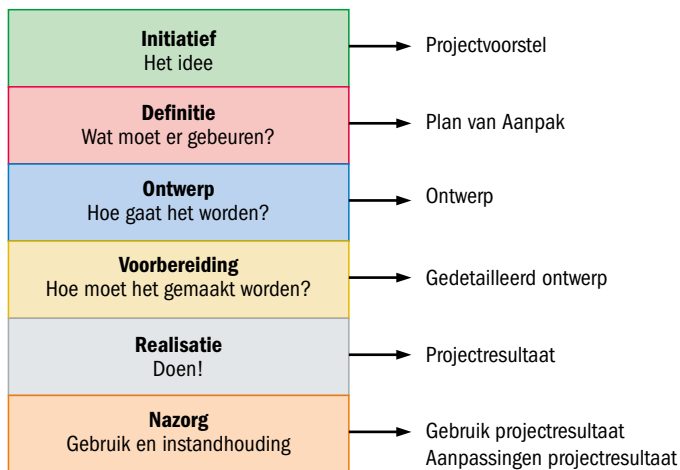 Initiatief
Het idee
Projectvoorstel
Definitie
Wat moet er gebeuren?
Plan van Aanpak
Ontwerp
Hoe gaat het worden?
Ontwerp
Voorbereiding
Hoe moet het gemaakt worden?
Gedetailleerd ontwerp
Realisatie
Doen!
Projectresultaat
Nazorg
Gebruik en instandhouding
Gebruik projectresultaat
Aanpassingen projectresultaat